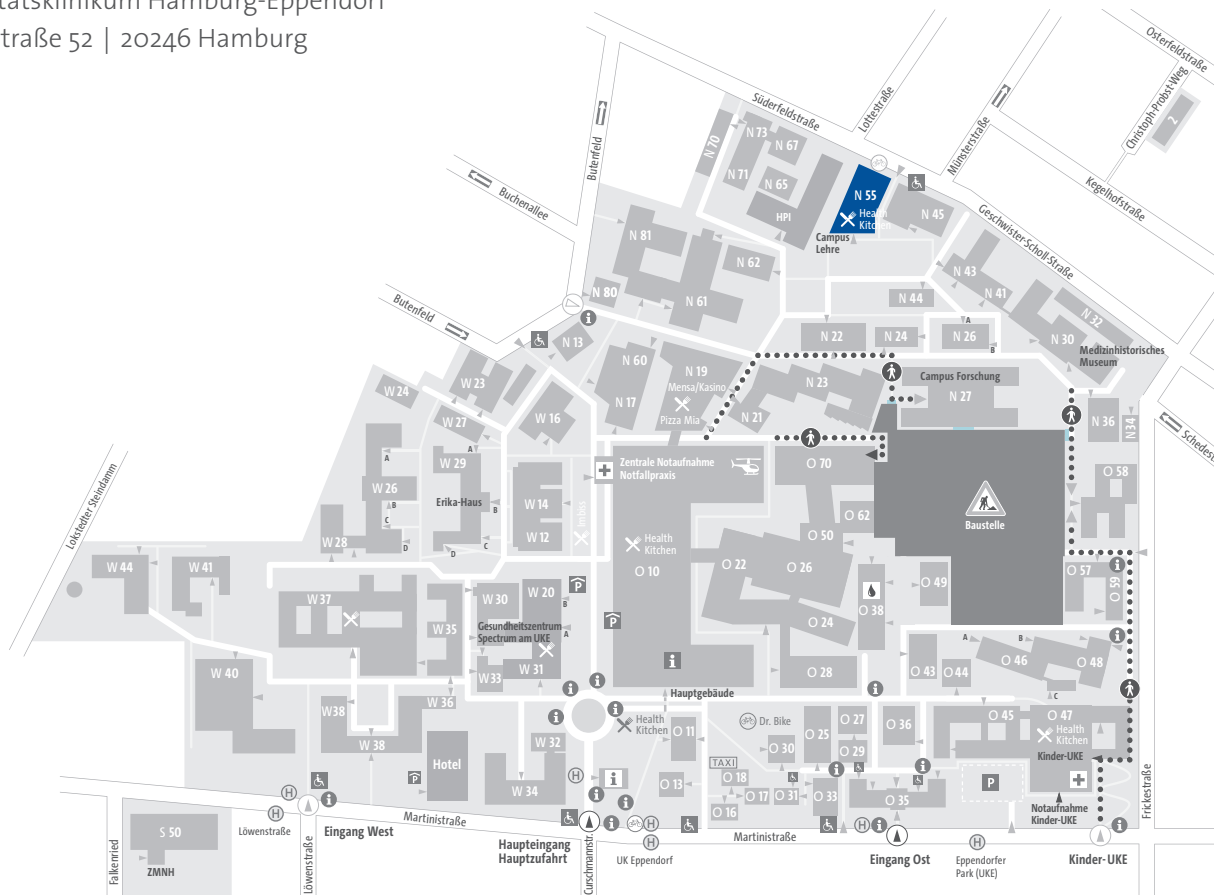 tätsklinikum Hamburg-Eppendorf
straße 52 | 20246 Hamburg
Osterfeldstraße
Christoph-Probst-Weg
2
Süderfeldstraße
Lottestraße
Münsterstraße
Kegelhofstraße
Geschwister-Scholl-Straße
Butenfeld
Buchenallee
N 70
N 73
N 67
N 71
N 65
HPI
N 55
Health
Kitchen
N 45
Campus
Lehre
N 81
N 62
N 43
N 41
N 80
N 61
N 44
N 32
Butenfeld
N 13
N 22
N 24
A
N 26
B
N 30
Medizinhistorisches
Museum
N 60
N 19
Mensa/Kasino
Pizza Mia
N 23
Campus Forschung
N 27
W 24
W 23
N 17
N 21
N 36
N 34
Schedest
W 27
W 16
A
W 29
A
Zentrale Notaufnahme
Notfallpraxis
O 70
O 58
Lokstedter Steindamm
W 26
B
C
D
Erika-Haus
B
C
D
W 14
W 12
Imbiss
O 62
Baustelle
W 28
Health
Kitchen
O 10
O 50
O 22
O 26
O 49
O 57
O 59
W 44
W 41
W 37
W 30
W 20
B
A
P
P
O 38
W 35
Gesundheitszentrum
Spectrum am UKE
O 24
A
B
O 46
O 48
C
W 40
W 33
W 31
O 28
O 43
O 44
Hauptgebäude
W 38
W 36
W 38
Health
Kitchen
O 11
Dr. Bike
O 25
O 27
O 29
O 36
O 45
O 47
Health
Kitchen
Kinder-UKE
W 32
O 30
Hotel
P
TAXI
O 18
O 13
O 17
O 31
O 33
O 16
W 34
H
O 35
P
Notaufnahme
Kinder-UKE
Frickestraße
H
H
Löwenstraße
Eingang West
Martinistraße
S 50
ZMNH
Falkenried
Löwenstraße
Haupteingang
Hauptzufahrt
Curschmannstr.
H
H
UK Eppendorf
Martinistraße
H
Eingang Ost
H
Eppendorfer
Park (UKE)
Kinder-UKE